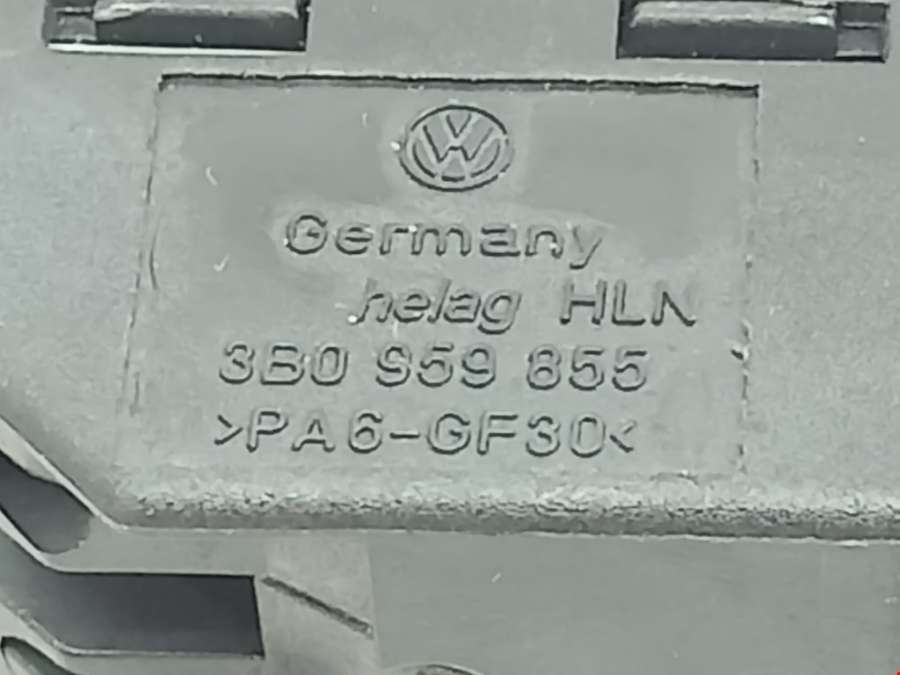 Germany
helag HLN
3B0 959 855
>PA6-GF30<